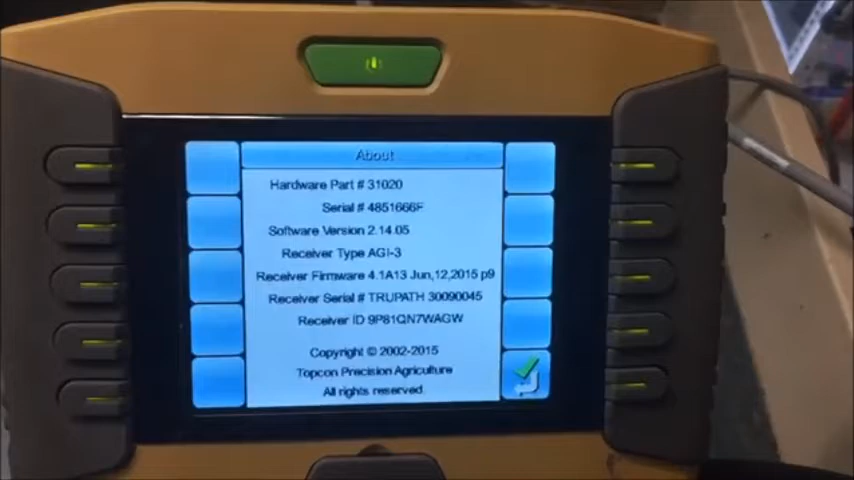 About
Hardware Part # 31020
Serial # 4851666F
Software Version 2.14.05
Receiver Type AGI-3
Receiver Firmware 4.1A13 Jun,12,2015 p9
Receiver Serial # TRUPATH 30090045
Receiver ID 9P81QN7WAGW
Copyright © 2002-2015
Topcon Precision Agriculture
All rights reserved.